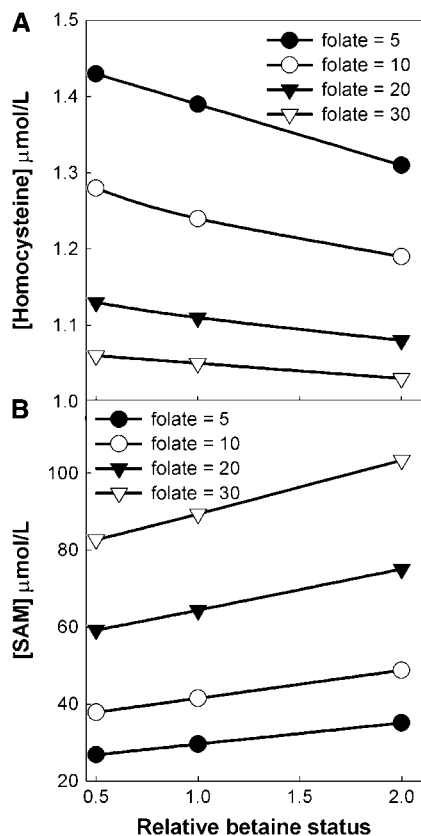 A
folate = 5
folate = 10
folate = 20
folate = 30
[Homocysteine] μmol/L
1.5
1.4
1.3
1.2
1.1
1.0
B
folate = 5
folate = 10
folate = 20
folate = 30
[SAM] μmol/L
100
80
60
40
20
0.5 1.0 1.5 2.0
Relative betaine status